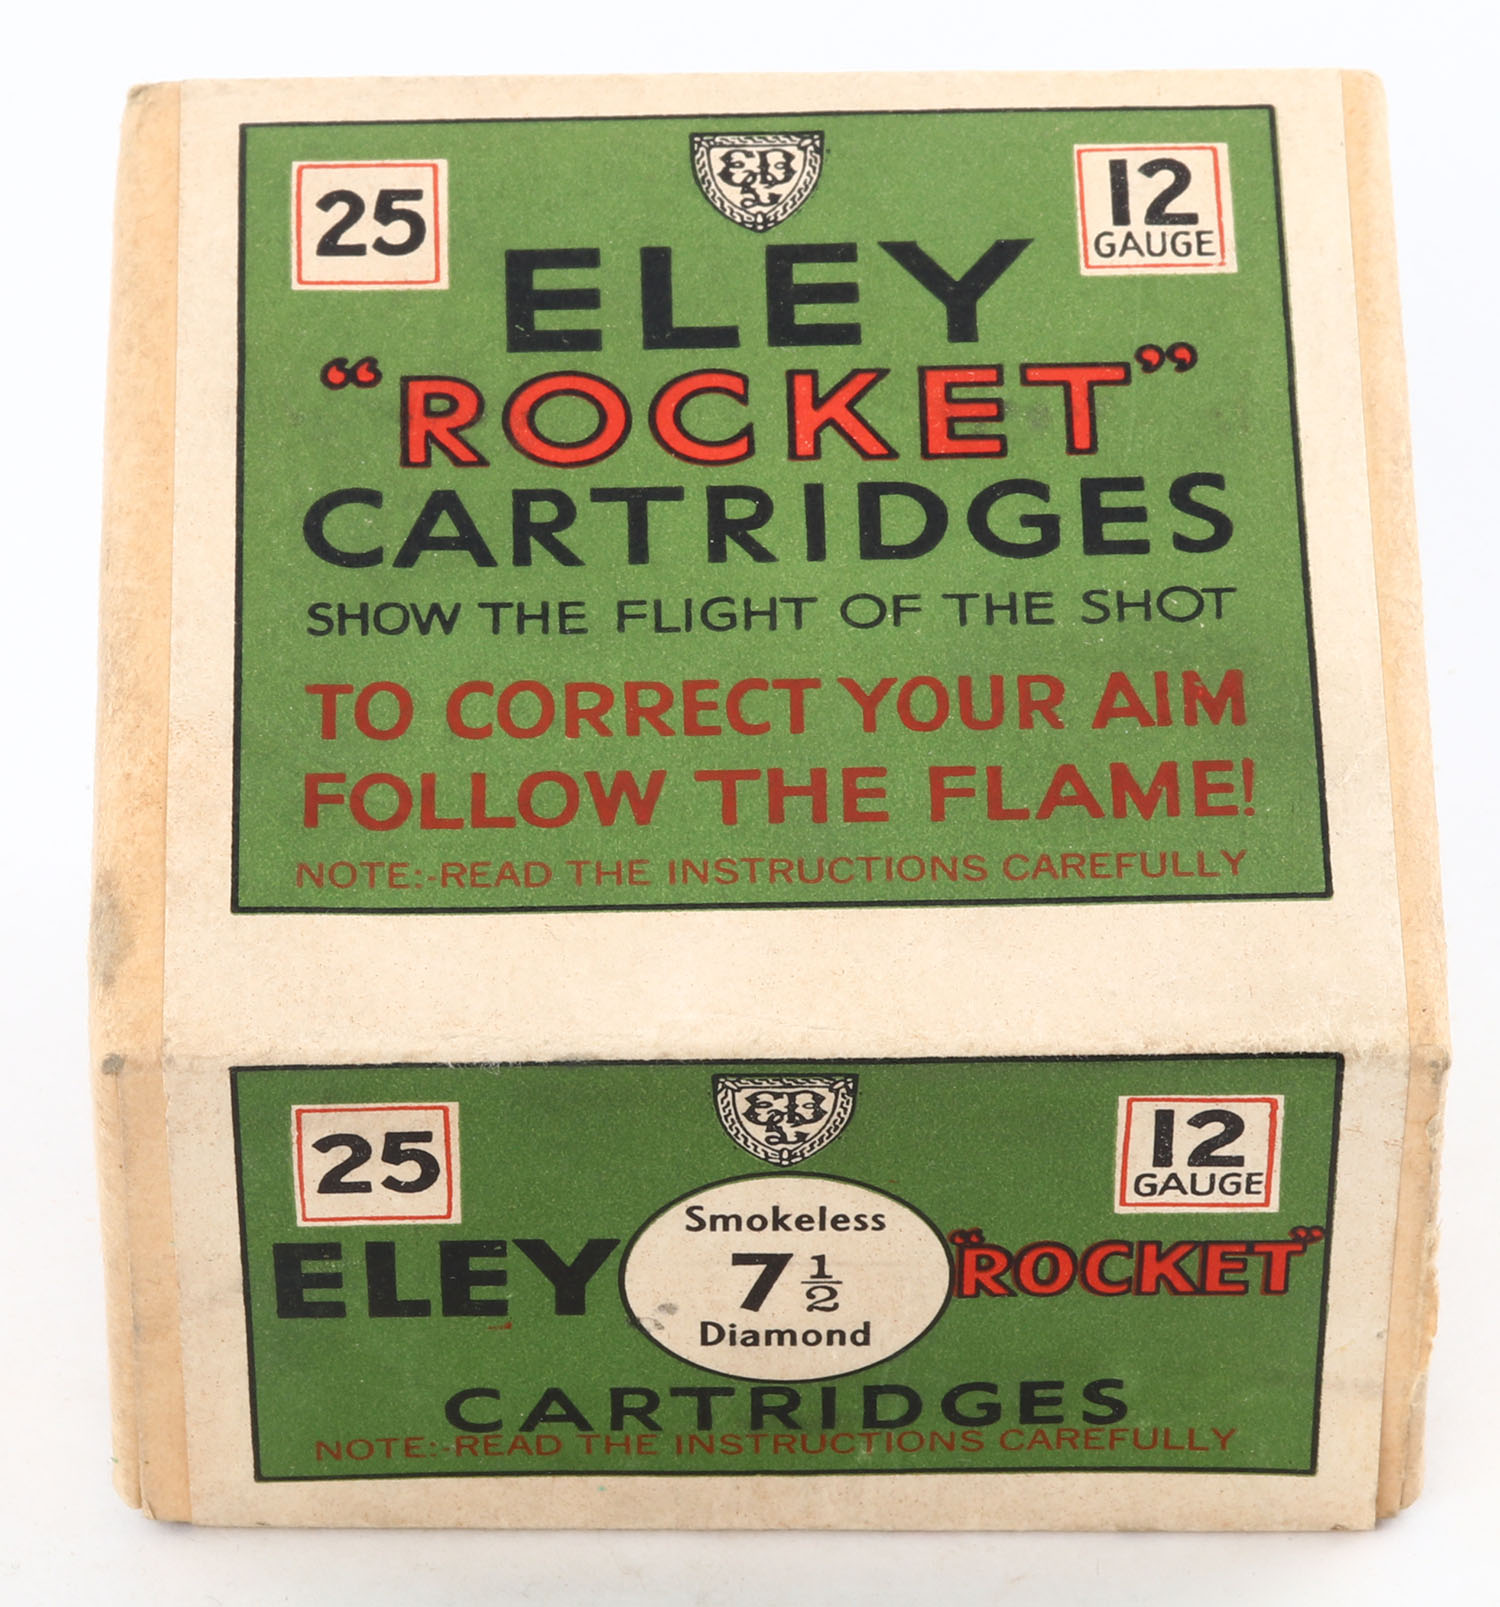 25
12
GAUGE
ELEY
"ROCKET"
CARTRIDGES
SHOW THE FLIGHT OF THE SHOT
TO CORRECT YOUR AIM
FOLLOW THE FLAME!
NOTE:-READ THE INSTRUCTIONS CAREFULLY
25
12
GAUGE
Smokeless
ELEY 7 1/2 "ROCKET"
Diamond
CARTRIDGES
NOTE:-READ THE INSTRUCTIONS CAREFULLY